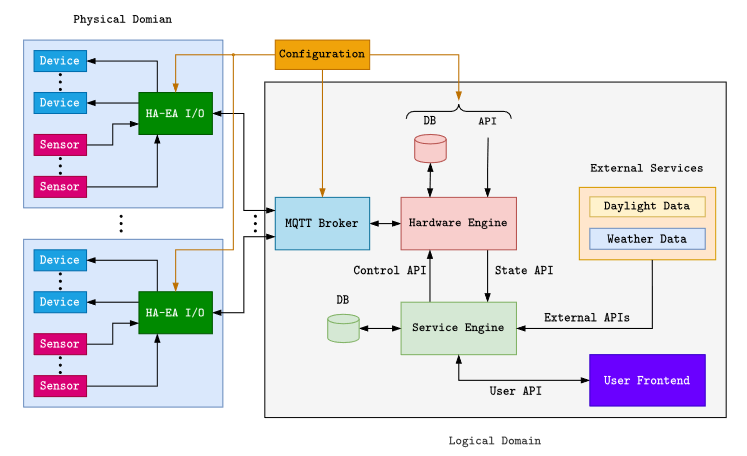 Physical Domian
Configuration
Device
Device
HA-EA I/O
Sensor
Sensor
DB
API
External Services
Daylight Data
Weather Data
MQTT Broker
Hardware Engine
Control API
State API
Device
Device
HA-EA I/O
Sensor
Sensor
DB
Service Engine
External APIs
User API
User Frontend
Logical Domain